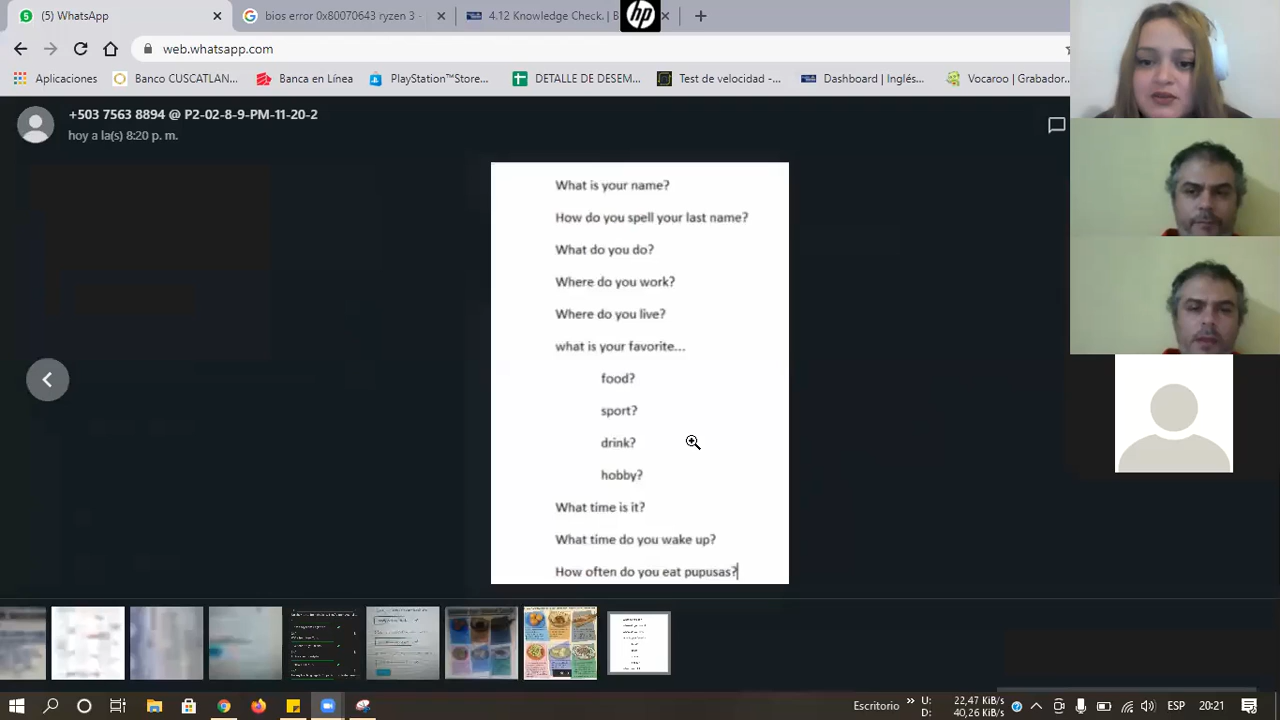 (5) WhatsApp
bios error 0x80070643 ryzen 3 -
4.12 Knowledge Check. | B
hp
web.whatsapp.com
Aplicaciones
Banco CUSCATLAN...
Banca en Línea
PlayStation™Store...
DETALLE DE DESEM...
Test de velocidad -...
Dashboard | Inglés...
Vocaroo | Grabador...
+503 7563 8894 @ P2-02-8-9-PM-11-20-2
hoy a la(s) 8:20 p. m.
What is your name?
How do you spell your last name?
What do you do?
Where do you work?
Where do you live?
what is your favorite...
food?
sport?
drink?
hobby?
What time is it?
What time do you wake up?
How often do you eat pupusas?
Escritorio
U: 22,47 KiB/s
D: 40,26 KiB/s
ESP
20:21